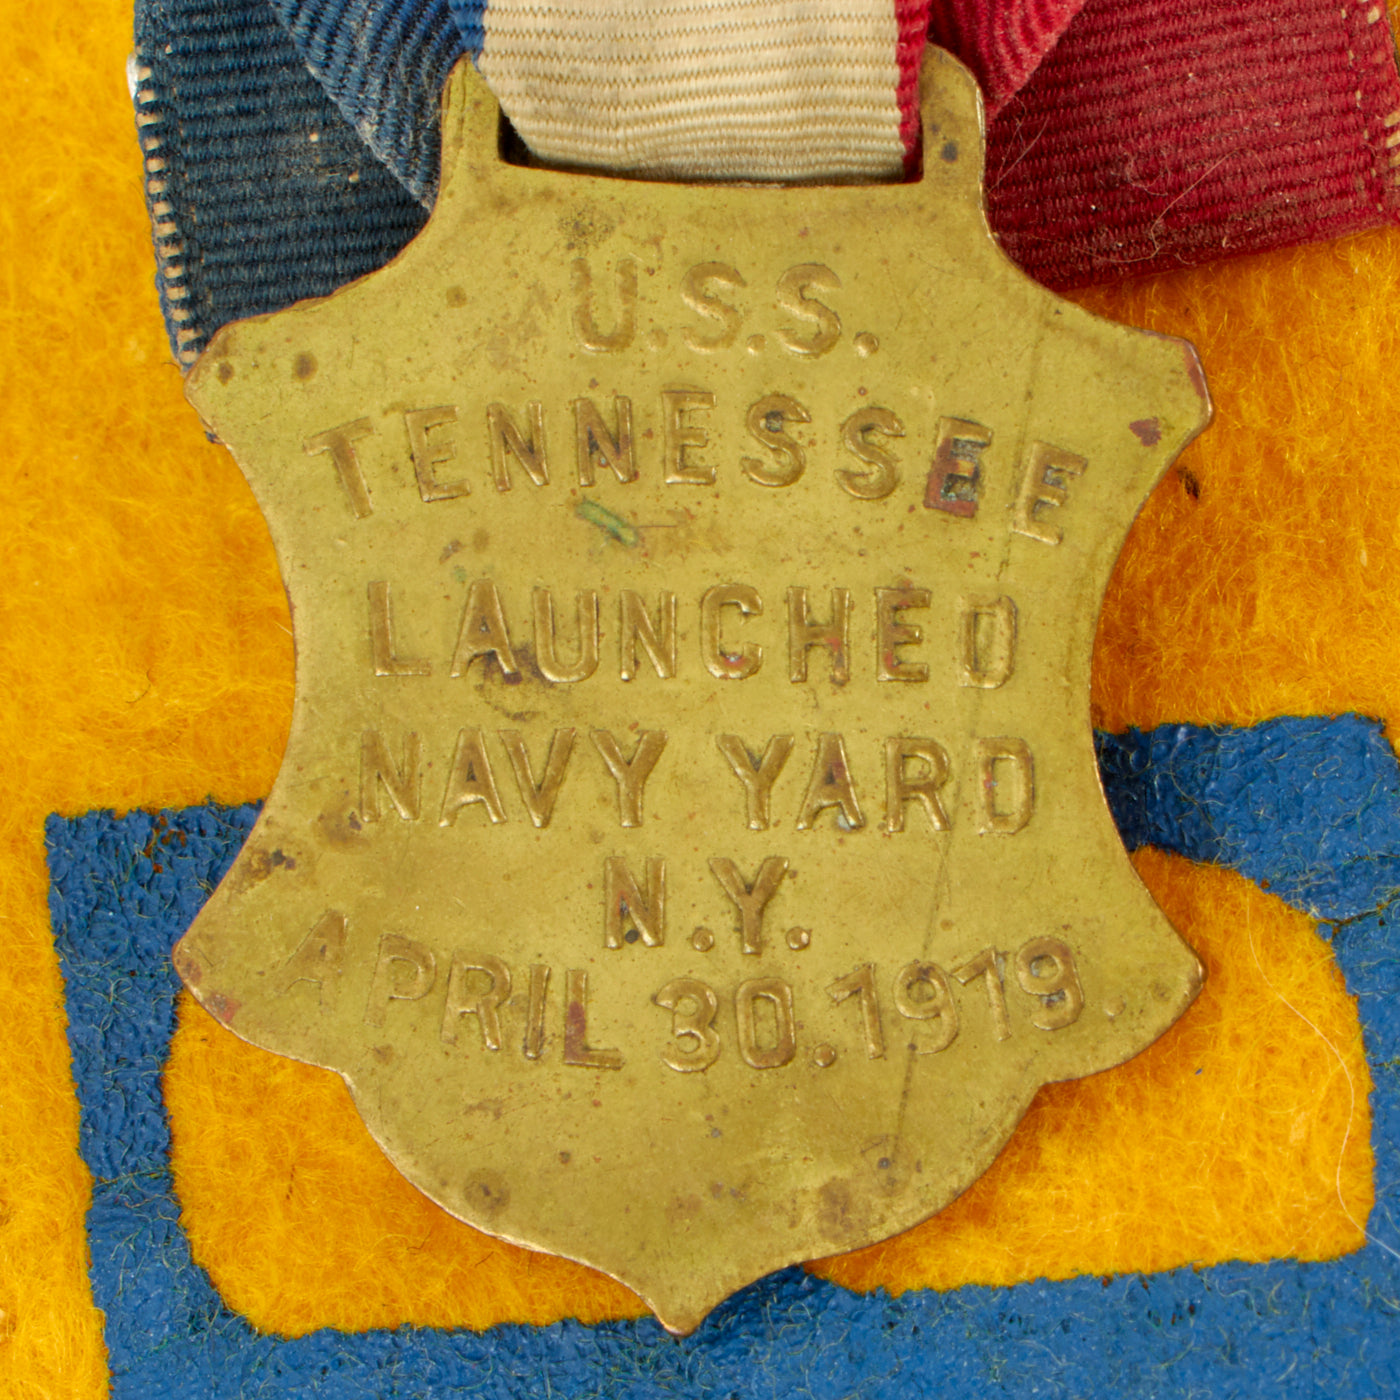 U.S.S.
TENNESSEE
LAUNCHED
NAVY YARD
N.Y.
APRIL 30.1919.